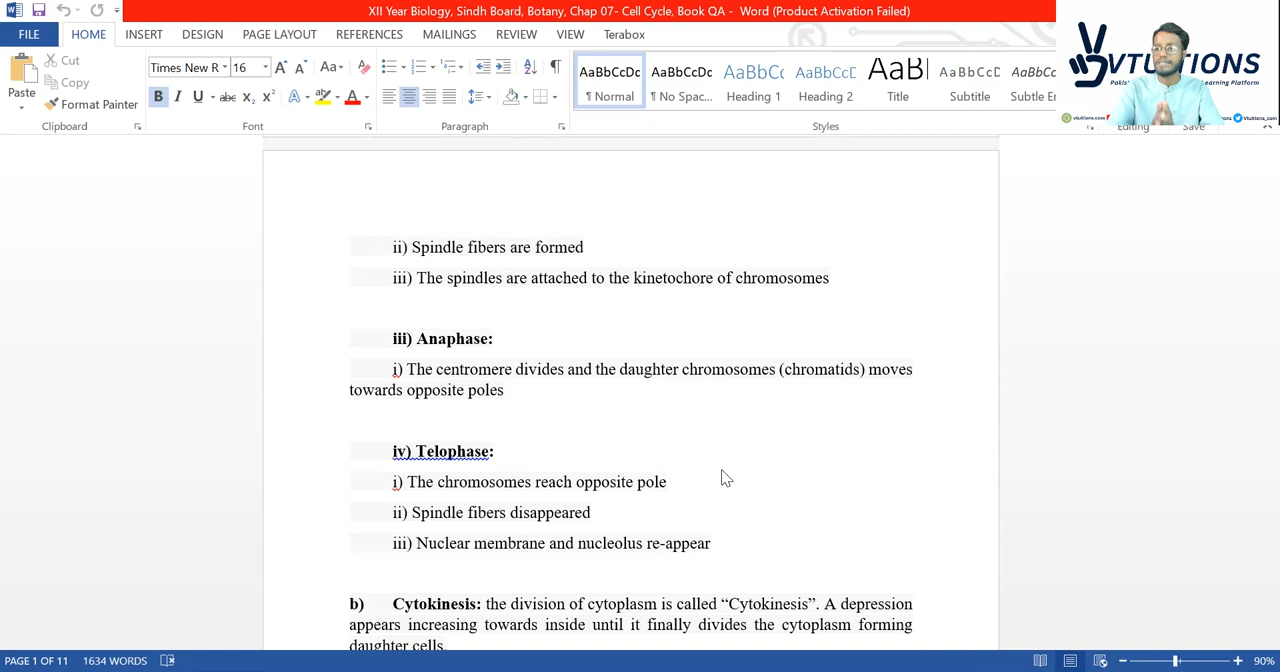 XII Year Biology, Sindh Board, Botany, Chap 07- Cell Cycle, Book QA - Word (Product Activation Failed)
FILE HOME INSERT DESIGN PAGE LAYOUT REFERENCES MAILINGS REVIEW VIEW Terabox
Paste
Cut
Copy
Format Painter
Clipboard
Times New R 16
Aa
B I U abc X2 X2 A A
Font
Paragraph
AaBbCcDc AaBbCcDc AaBbCc AaBbCcD AaBl AaBbCcD AaBbCc
¶ Normal ¶ No Spac... Heading 1 Heading 2 Title Subtitle Subtle Em
Styles
Editing
Save
VTUTIONS
Platform
vtuitions.com
Vtuitions_com
ii) Spindle fibers are formed
iii) The spindles are attached to the kinetochore of chromosomes
iii) Anaphase:
i) The centromere divides and the daughter chromosomes (chromatids) moves
towards opposite poles
iv) Telophase:
i) The chromosomes reach opposite pole
ii) Spindle fibers disappeared
iii) Nuclear membrane and nucleolus re-appear
b) Cytokinesis: the division of cytoplasm is called “Cytokinesis”. A depression
appears increasing towards inside until it finally divides the cytoplasm forming
daughter cells.
PAGE 1 OF 11 1634 WORDS 90%